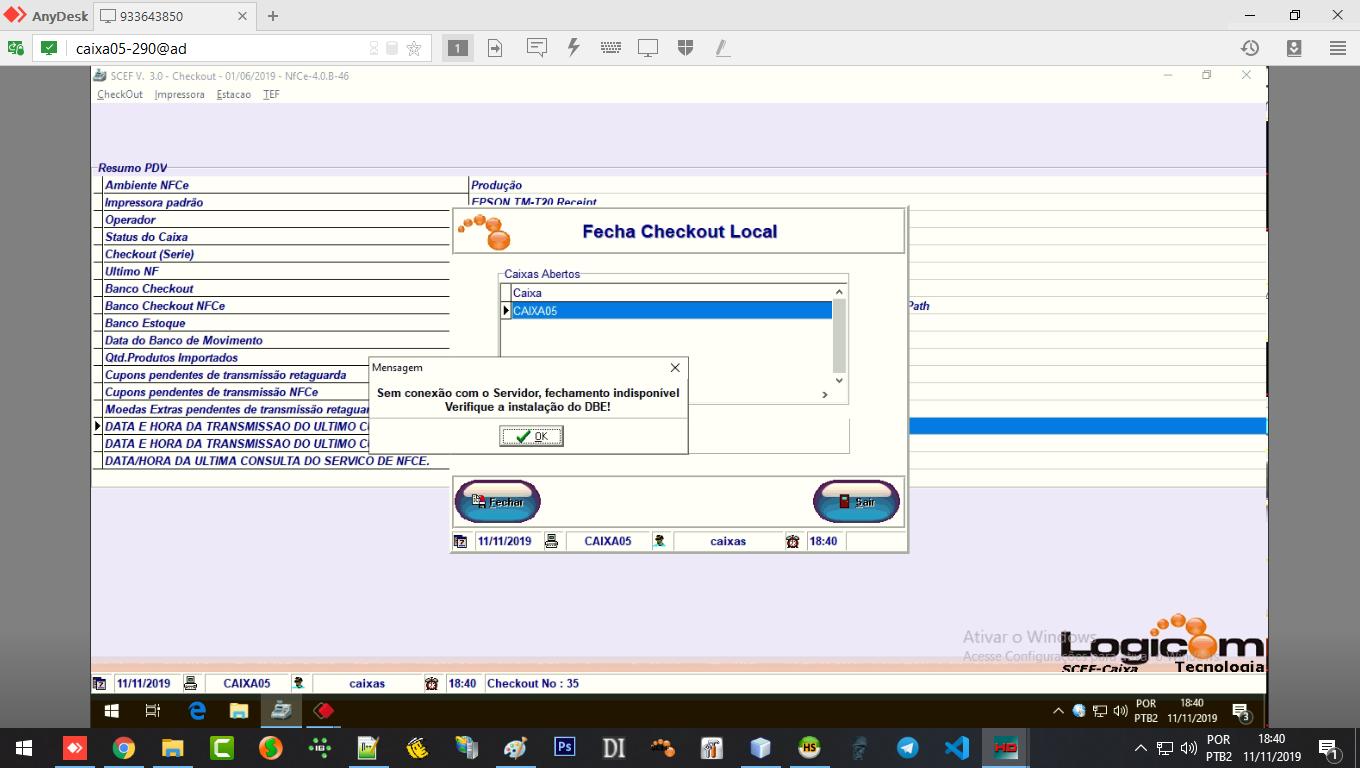 AnyDesk
933643850
caixa05-290@ad
1
SCEF V. 3.0 - Checkout - 01/06/2019 - NfCe-4.0.B-46
CheckOut Impressora Estacao TEF
Resumo PDV
Ambiente NFCe Produção
Impressora padrão EPSON TM-T20 Receipt
Operador
Status do Caixa
Checkout (Serie)
Ultimo NF
Banco Checkout
Banco Checkout NFCe Path
Banco Estoque
Data do Banco de Movimento
Qtd.Produtos Importados
Cupons pendentes de transmissão retaguarda
Cupons pendentes de transmissão NFCe
Moedas Extras pendentes de transmissão retaguar
DATA E HORA DA TRANSMISSAO DO ULTIMO C
DATA E HORA DA TRANSMISSAO DO ULTIMO C
DATA/HORA DA ULTIMA CONSULTA DO SERVICO DE NFCE.
Fecha Checkout Local
Caixas Abertos
Caixa
CAIXA05
Mensagem
Sem conexão com o Servidor, fechamento indisponível
Verifique a instalação do DBE!
OK
Fechar
Sair
11/11/2019 CAIXA05 caixas 18:40
Ativar o Windows
Acesse Configurações para
Logicom
SCEF-Caixa Tecnologia
11/11/2019 CAIXA05 caixas 18:40 Checkout No : 35
POR
PTB2
18:40
11/11/2019
3
Ps
DI
HS
HD
POR
PTB2
18:40
11/11/2019
1